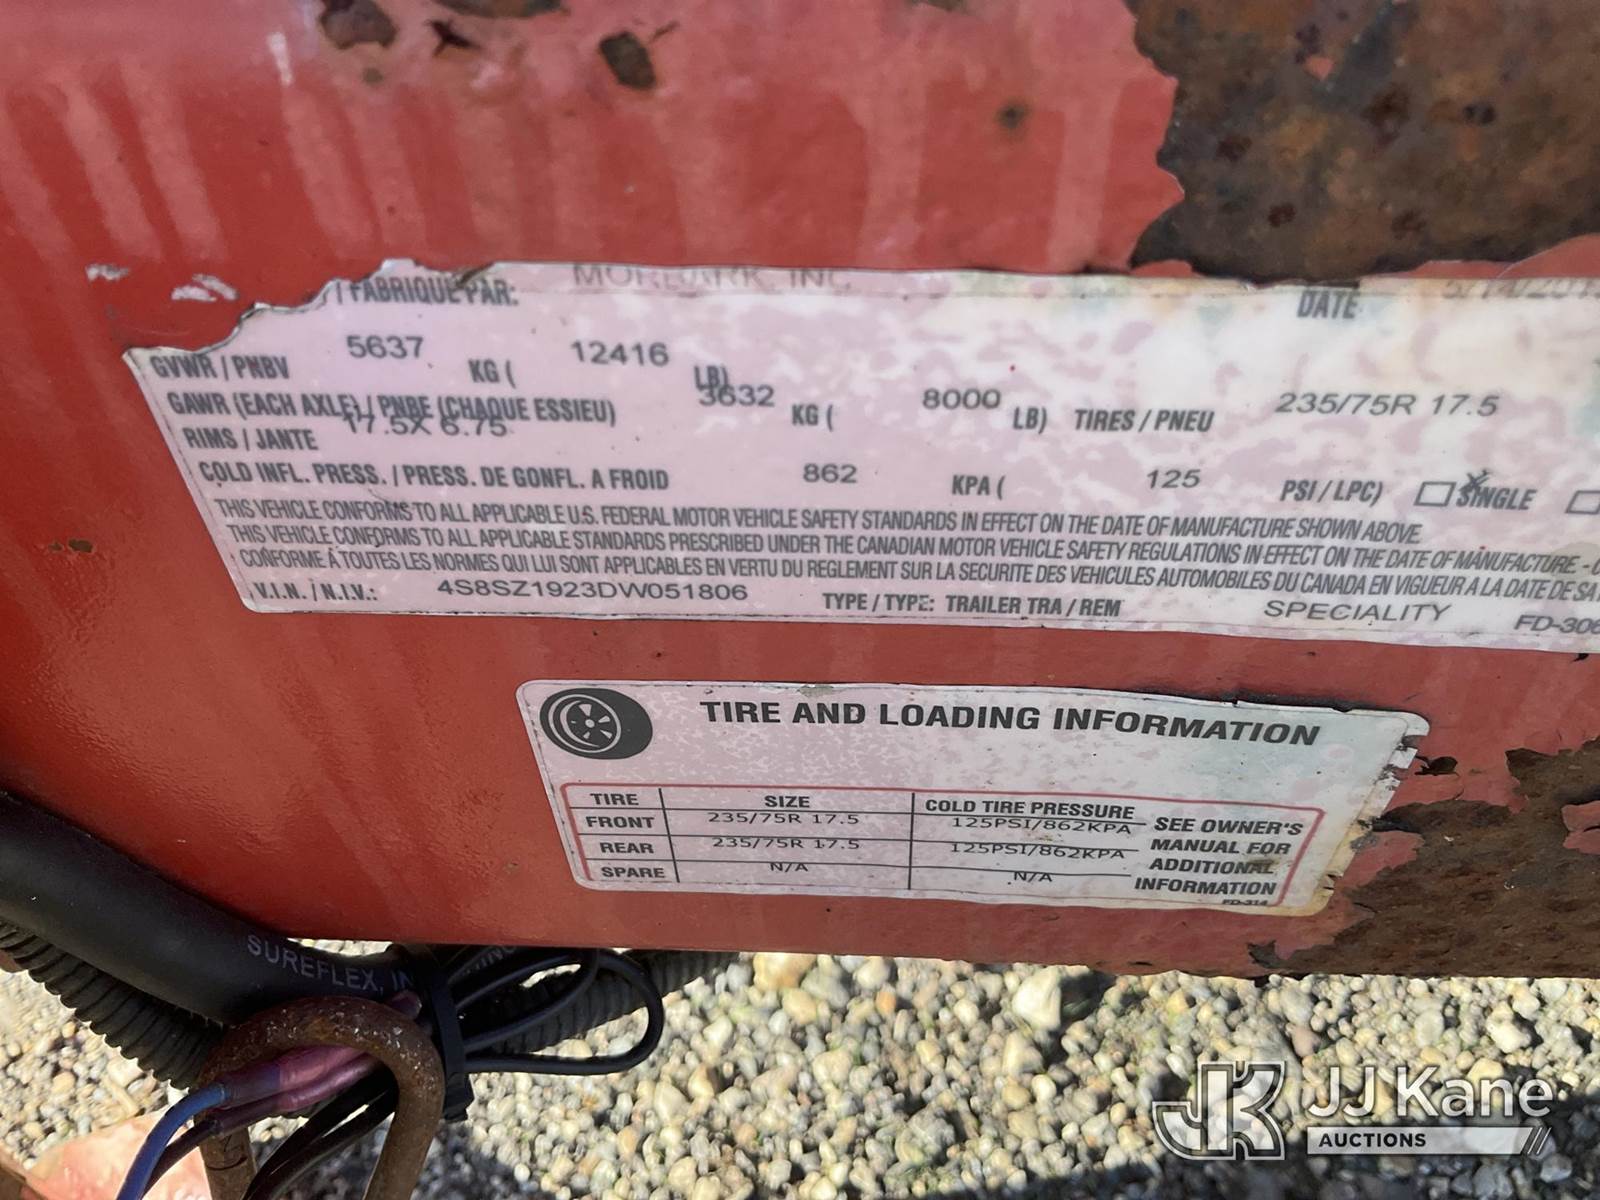 / FABRIQUE PAR: MORBARK, INC DATE
GVWR / PNBV 5637 KG ( 12416 LB)
GAWR (EACH AXLE) / PNBE (CHAQUE ESSIEU) 3632 KG ( 8000 LB) TIRES / PNEU 235/75R 17.5
RIMS / JANTE 17.5X 6.75
COLD INFL. PRESS. / PRESS. DE GONFL. A FROID 862 KPA ( 125 PSI / LPC) SINGLE
THIS VEHICLE CONFORMS TO ALL APPLICABLE U.S. FEDERAL MOTOR VEHICLE SAFETY STANDARDS IN EFFECT ON THE DATE OF MANUFACTURE SHOWN ABOVE.
THIS VEHICLE CONFORMS TO ALL APPLICABLE STANDARDS PRESCRIBED UNDER THE CANADIAN MOTOR VEHICLE SAFETY REGULATIONS IN EFFECT ON THE DATE OF MANUFACTURE -
CONFORME À TOUTES LES NORMES QUI LUI SONT APPLICABLES EN VERTU DU REGLEMENT SUR LA SECURITE DES VEHICULES AUTOMOBILES DU CANADA EN VIGUEUR A LA DATE DE
V.I.N. / N.I.V.: 4S8SZ1923DW051806 TYPE / TYPE: TRAILER TRA / REM SPECIALITY FD-306
TIRE AND LOADING INFORMATION
TIRE SIZE COLD TIRE PRESSURE
FRONT 235/75R 17.5 125PSI/862KPA
REAR 235/75R 17.5 125PSI/862KPA
SPARE N/A N/A
SEE OWNER'S
MANUAL FOR
ADDITIONAL
INFORMATION
FD-314
SUREFLEX, IN
JK JJ Kane
AUCTIONS